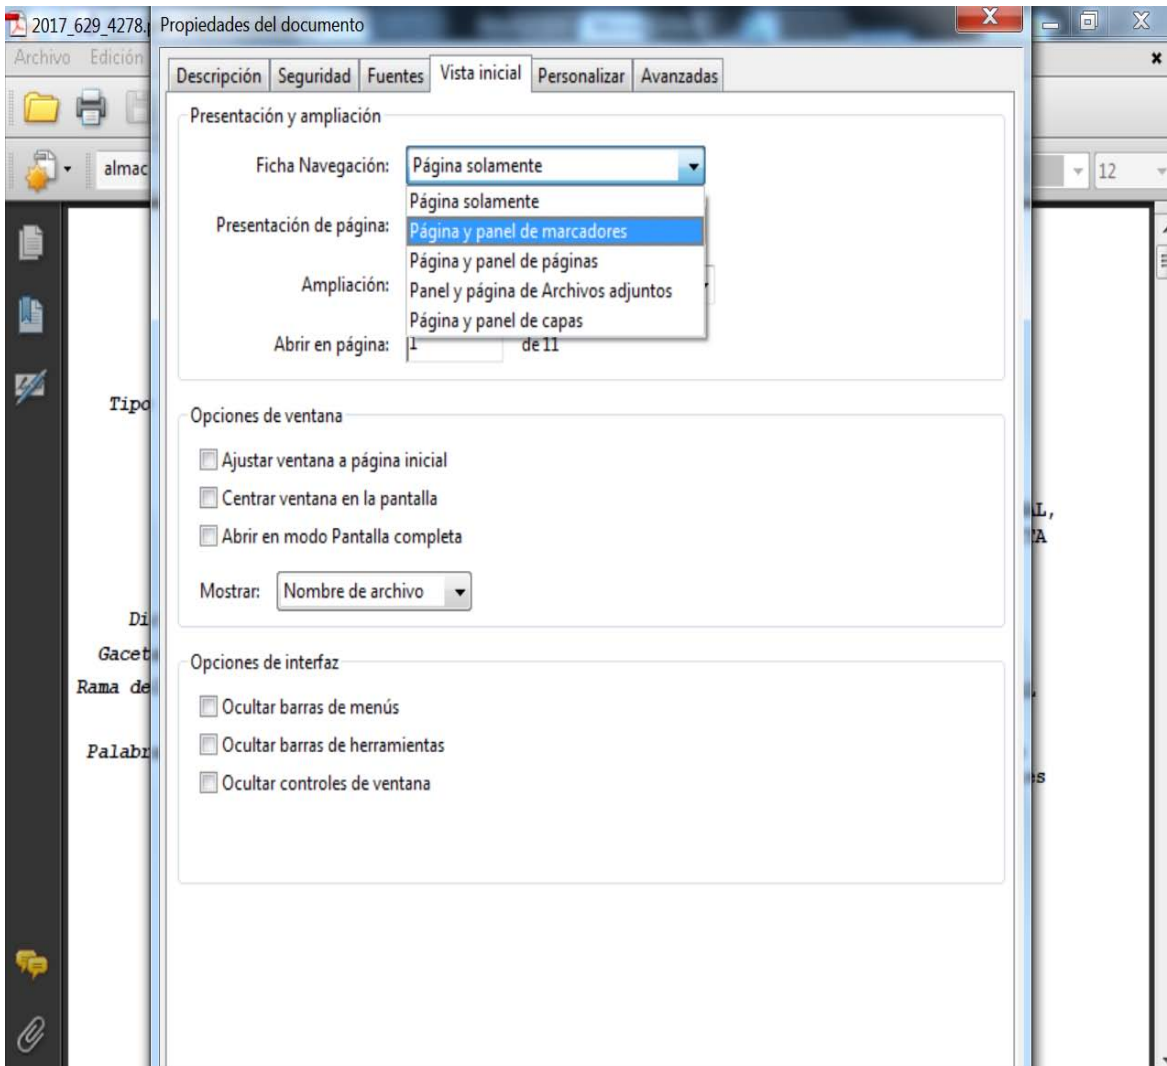 2017_629_4278.p
Propiedades del documento
X
Archivo Edición
Descripción Seguridad Fuentes Vista inicial Personalizar Avanzadas
Presentación y ampliación
almac
Ficha Navegación: Página solamente
12
Página solamente
Presentación de página: Página y panel de marcadores
Página y panel de páginas
Ampliación: Panel y página de Archivos adjuntos
Página y panel de capas
Abrir en página: 1 de 11
Tipo
Opciones de ventana
Ajustar ventana a página inicial
Centrar ventana en la pantalla
AL,
Abrir en modo Pantalla completa
TA
Mostrar: Nombre de archivo
Di
Gacet
Opciones de interfaz
Rama de
Ocultar barras de menús
Ocultar barras de herramientas
Palabr
Ocultar controles de ventana
es